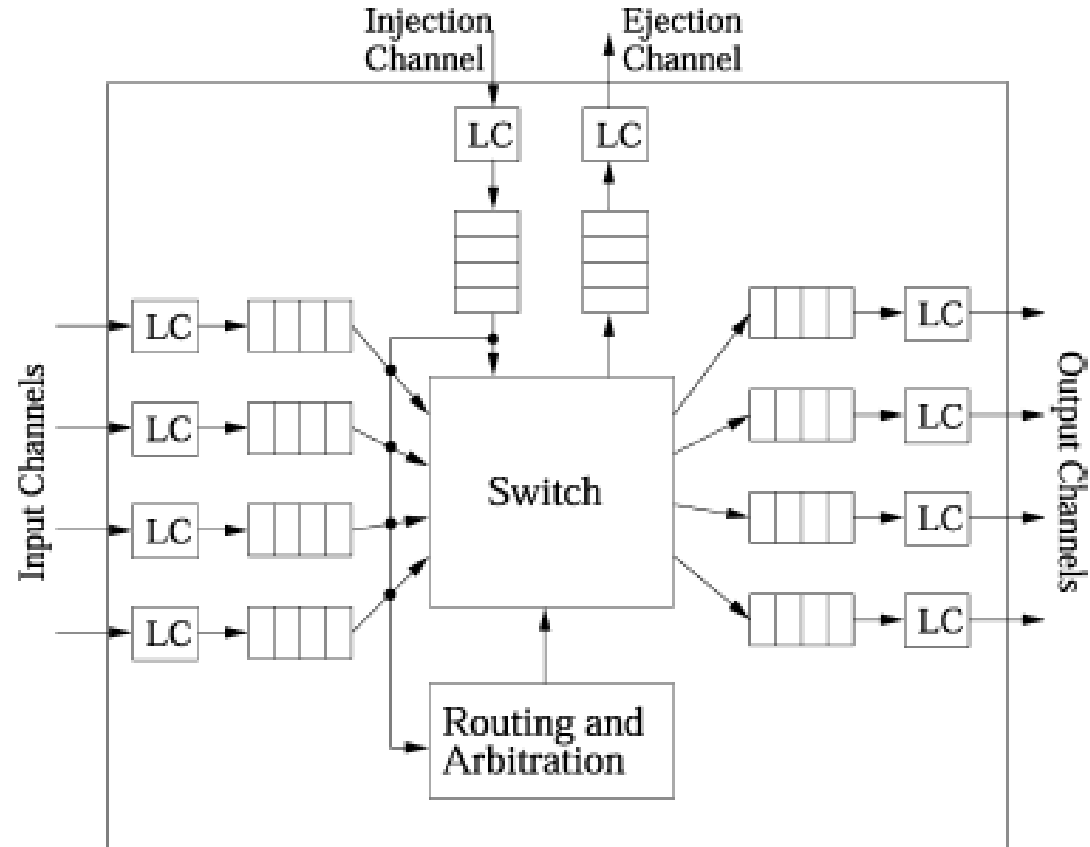 Injection
Channel
Ejection
Channel
LC
LC
LC
LC
LC
LC
LC
LC
LC
LC
Input Channels
Output Channels
Switch
Routing and
Arbitration